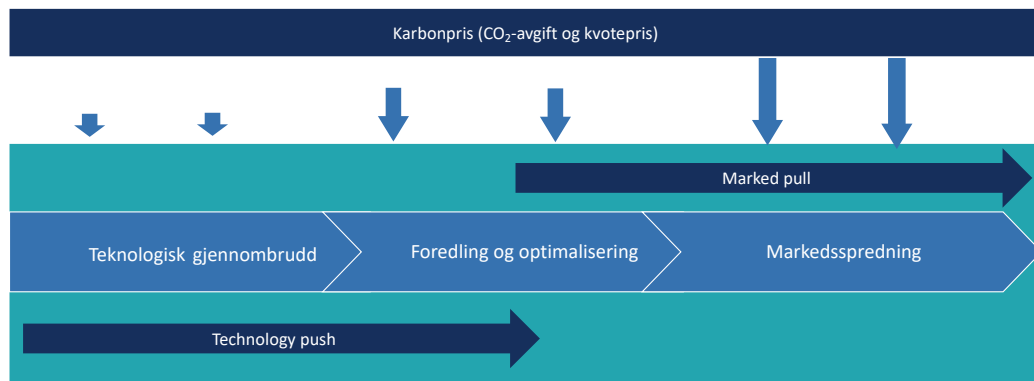 Karbonpris (CO₂-avgift og kvotepris)
Marked pull
Teknologisk gjennombrudd
Foredling og optimalisering
Markedsspredning
Technology push